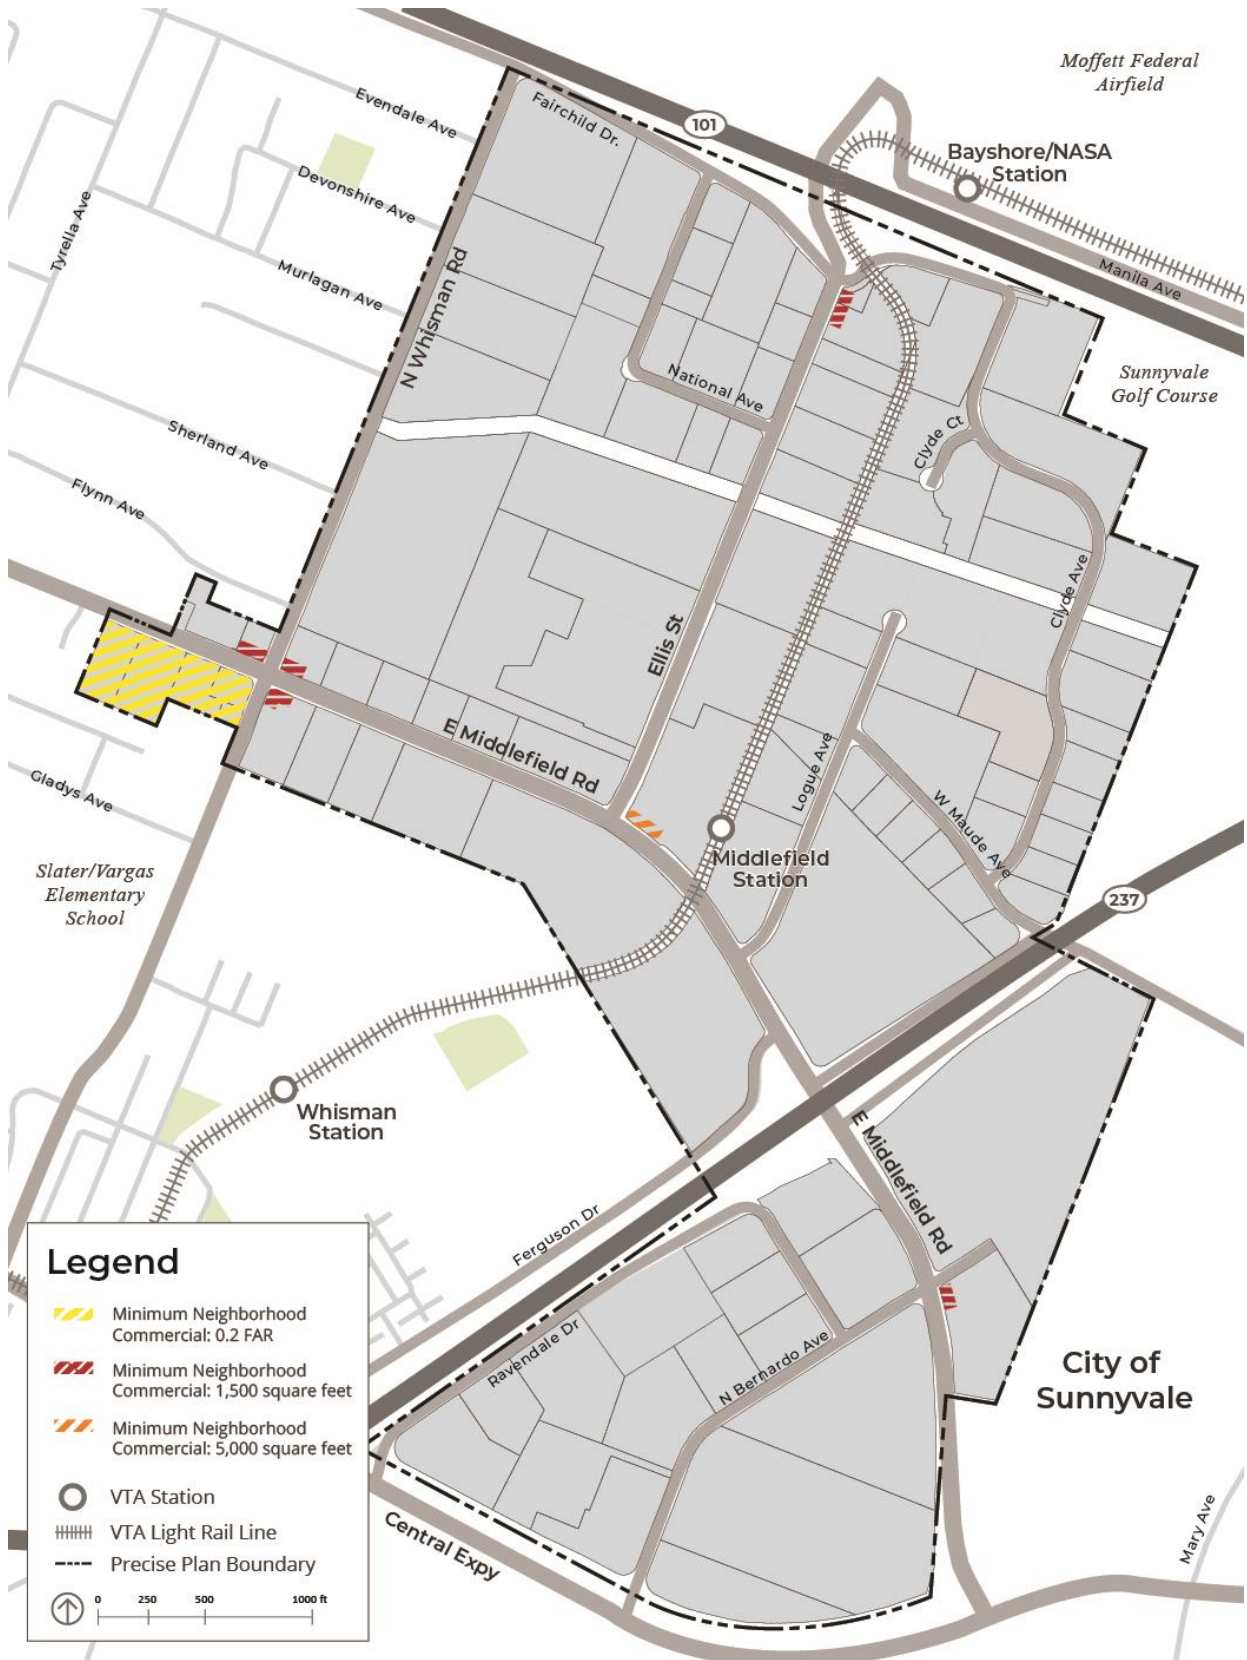 Moffett Federal
Airfield
Evendale Ave
Fairchild Dr.
101
Bayshore/NASA
Station
Devonshire Ave
Tyrella Ave
Murlagan Ave
N Whisman Rd
Manila Ave
Sunnyvale
Golf Course
National Ave
Clyde Ct
Sherland Ave
Flynn Ave
Clyde Ave
Ellis St
E Middlefield Rd
Logue Ave
W Maude Ave
Gladys Ave
Middlefield
Station
Slater/Vargas
Elementary
School
237
Whisman
Station
E Middlefield Rd
Ferguson Dr
Ravendale Dr
N Bernardo Ave
City of
Sunnyvale
Central Expy
Mary Ave
Legend
Minimum Neighborhood
Commercial: 0.2 FAR
Minimum Neighborhood
Commercial: 1,500 square feet
Minimum Neighborhood
Commercial: 5,000 square feet
VTA Station
VTA Light Rail Line
Precise Plan Boundary
0 250 500 1000 ft